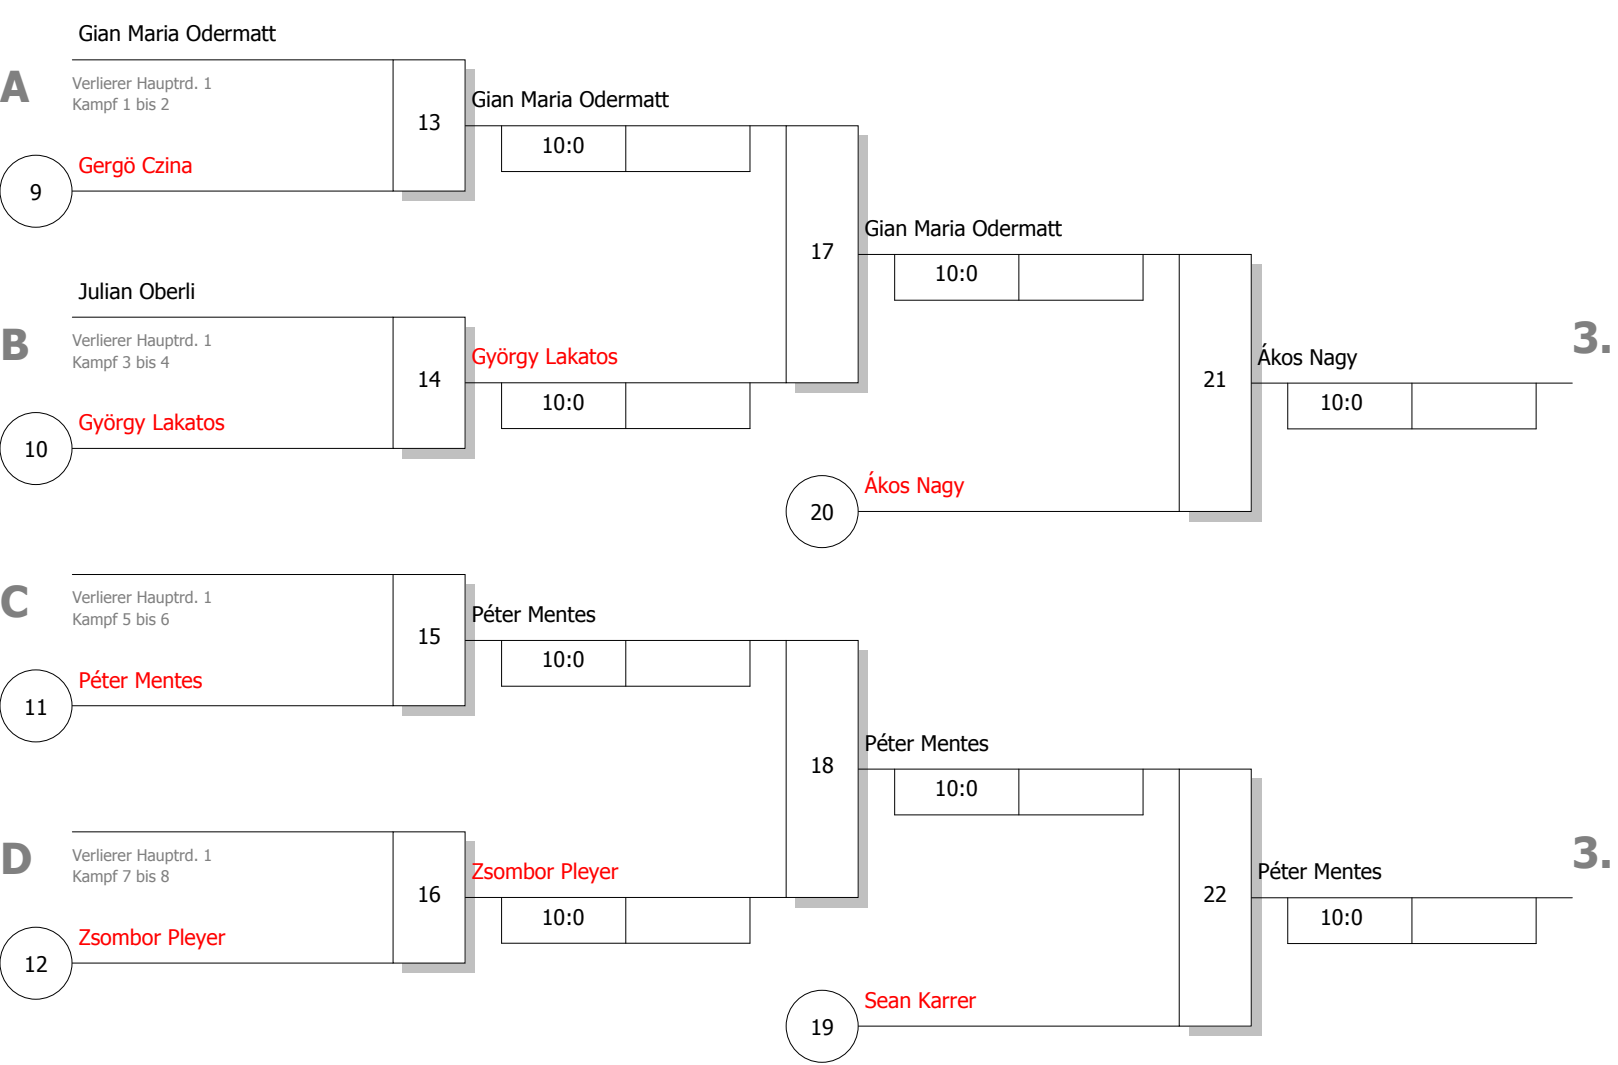 Gian Maria Odermatt
A
Verlierer Hauptrd. 1
Kampf 1 bis 2
13
Gian Maria Odermatt
10:0
Gergö Czina
9
17
Gian Maria Odermatt
10:0
Julian Oberli
B
Verlierer Hauptrd. 1
Kampf 3 bis 4
14
György Lakatos
10:0
György Lakatos
10
21
Ákos Nagy
10:0
3.
Ákos Nagy
20
C
Verlierer Hauptrd. 1
Kampf 5 bis 6
15
Péter Mentes
10:0
Péter Mentes
11
18
Péter Mentes
10:0
D
Verlierer Hauptrd. 1
Kampf 7 bis 8
16
Zsombor Pleyer
10:0
Zsombor Pleyer
12
22
Péter Mentes
10:0
3.
Sean Karrer
19